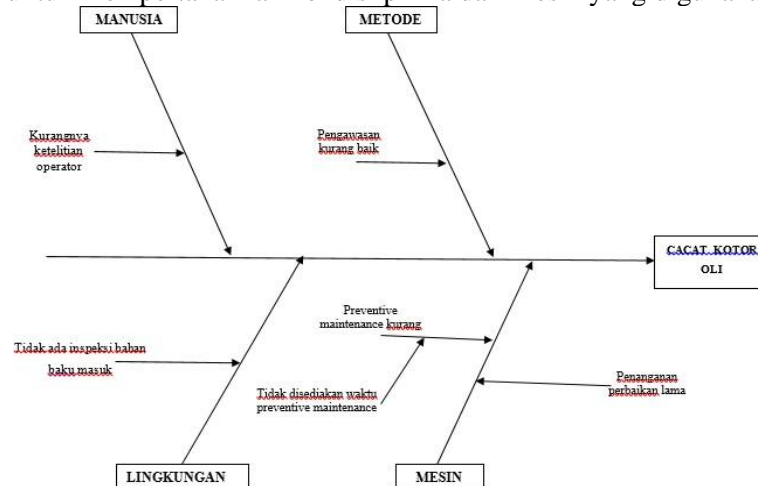 MANUSIA
METODE
Kurangnya
ketelitian
operator
Pengawasan
kurang baik
CACAT KOTOR
OLI
Preventive
maintenance kurang
Tidak ada inspeksi bahan
baku masuk
Tidak disediakan waktu
preventive maintenance
Penanganan
perbaikan lama
LINGKUNGAN
MESIN